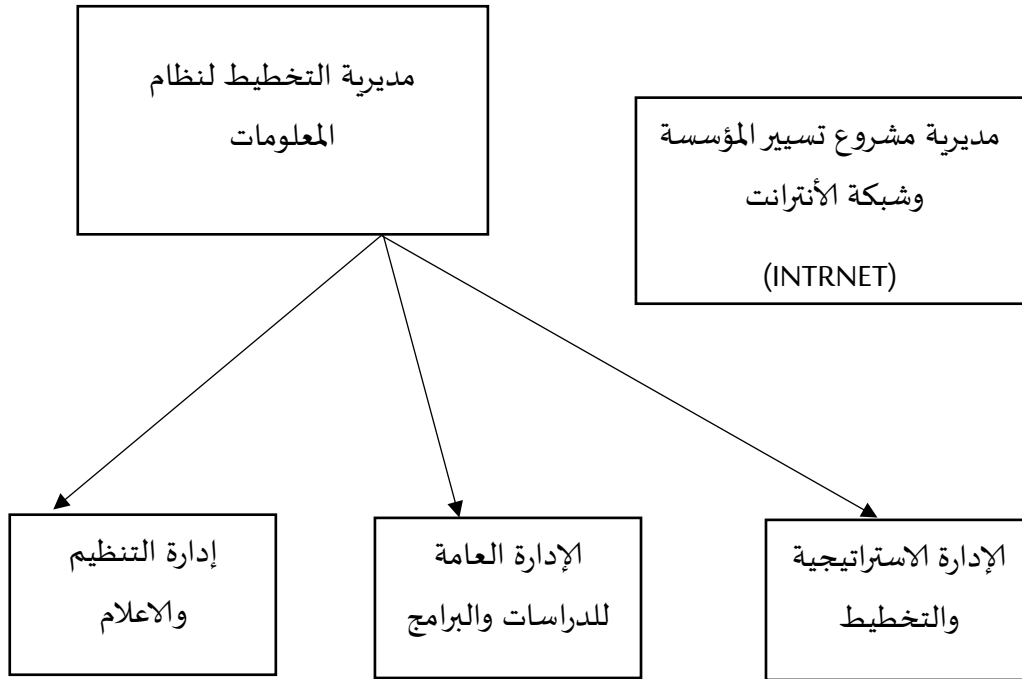 مديرية التخطيط لنظام
المعلومات
مديرية مشروع تسيير المؤسسة
وشبكة الأنترانت
(INTRNET)
الإدارة الاستراتيجية
والتخطيط
الإدارة العامة
للدراسات والبرامج
إدارة التنظيم
والاعلام